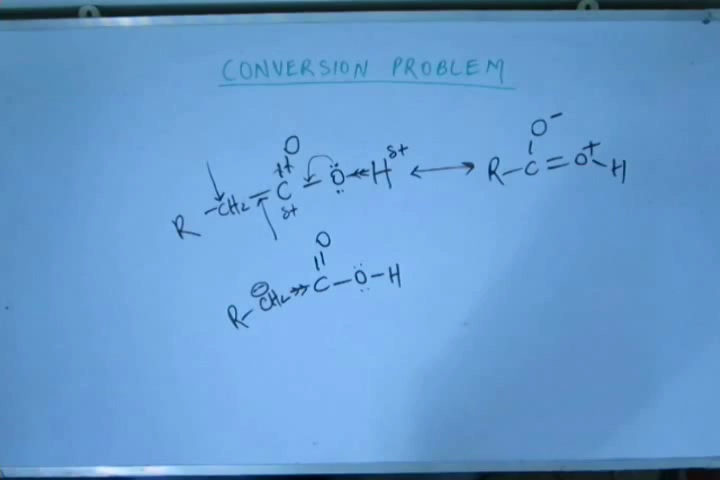 CONVERSION PROBLEM
O O⁻
R-CH₂=C-Ö-H δ+ ⟷ R-C=O⁺-H
δ+
O
R-CH₂⊖»C-Ö-H